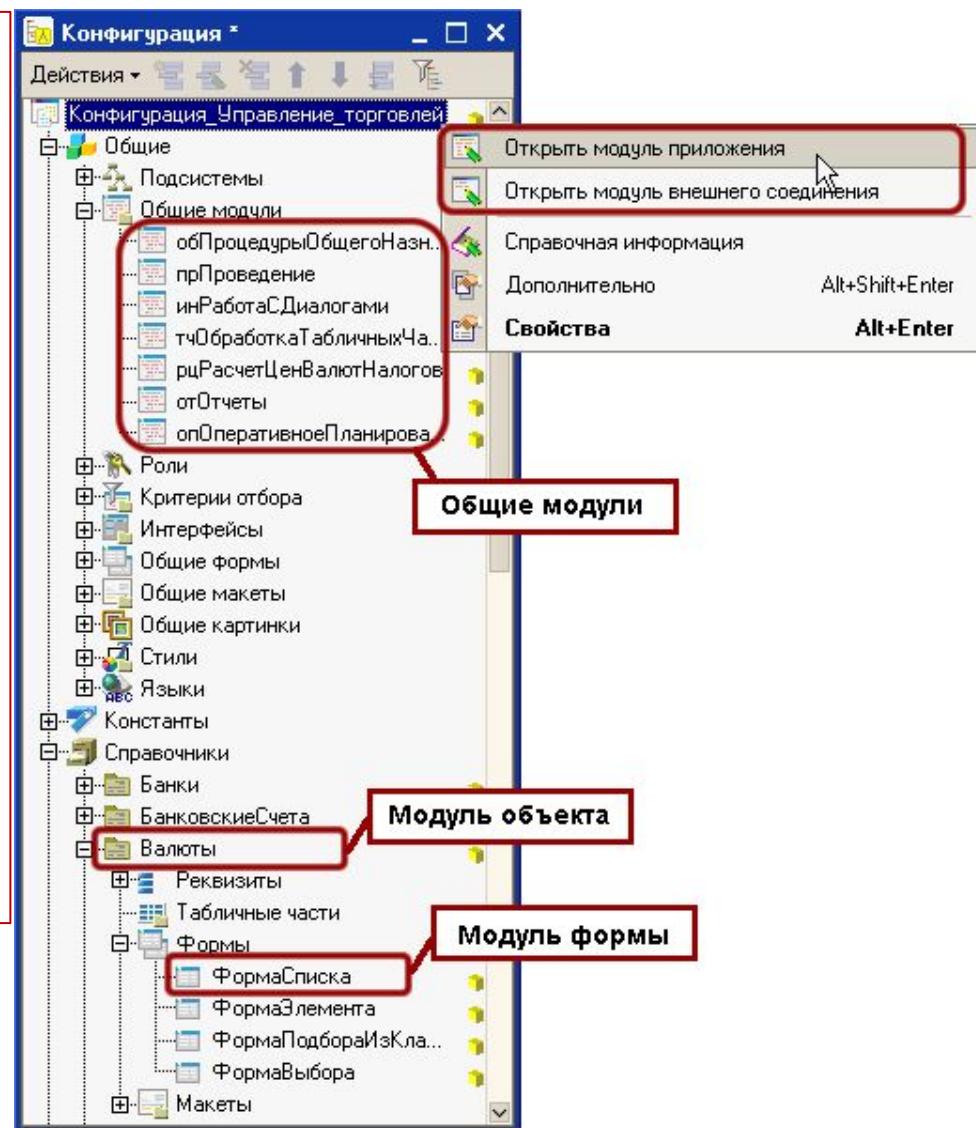 Конфигурация *
Действия
Конфигурация_Управление_торговлей
Общие
Открыть модуль приложения
Подсистемы
Открыть модуль внешнего соединения
Общие модули
обПроцедурыОбщегоНазн...
Справочная информация
прПроведение
Дополнительно Alt+Shift+Enter
инРаботаСДиалогами
Свойства Alt+Enter
тчОбработкаТабличныхЧа...
рцРасчетЦенВалютНалогов
отОтчеты
опОперативноеПланирова...
Роли
Критерии отбора
Общие модули
Интерфейсы
Общие формы
Общие макеты
Общие картинки
Стили
ABC
Языки
Константы
Справочники
Банки
БанковскиеСчета
Модуль объекта
Валюты
Реквизиты
Табличные части
Модуль формы
Формы
ФормаСписка
ФормаЭлемента
ФормаПодбораИзКла...
ФормаВыбора
Макеты